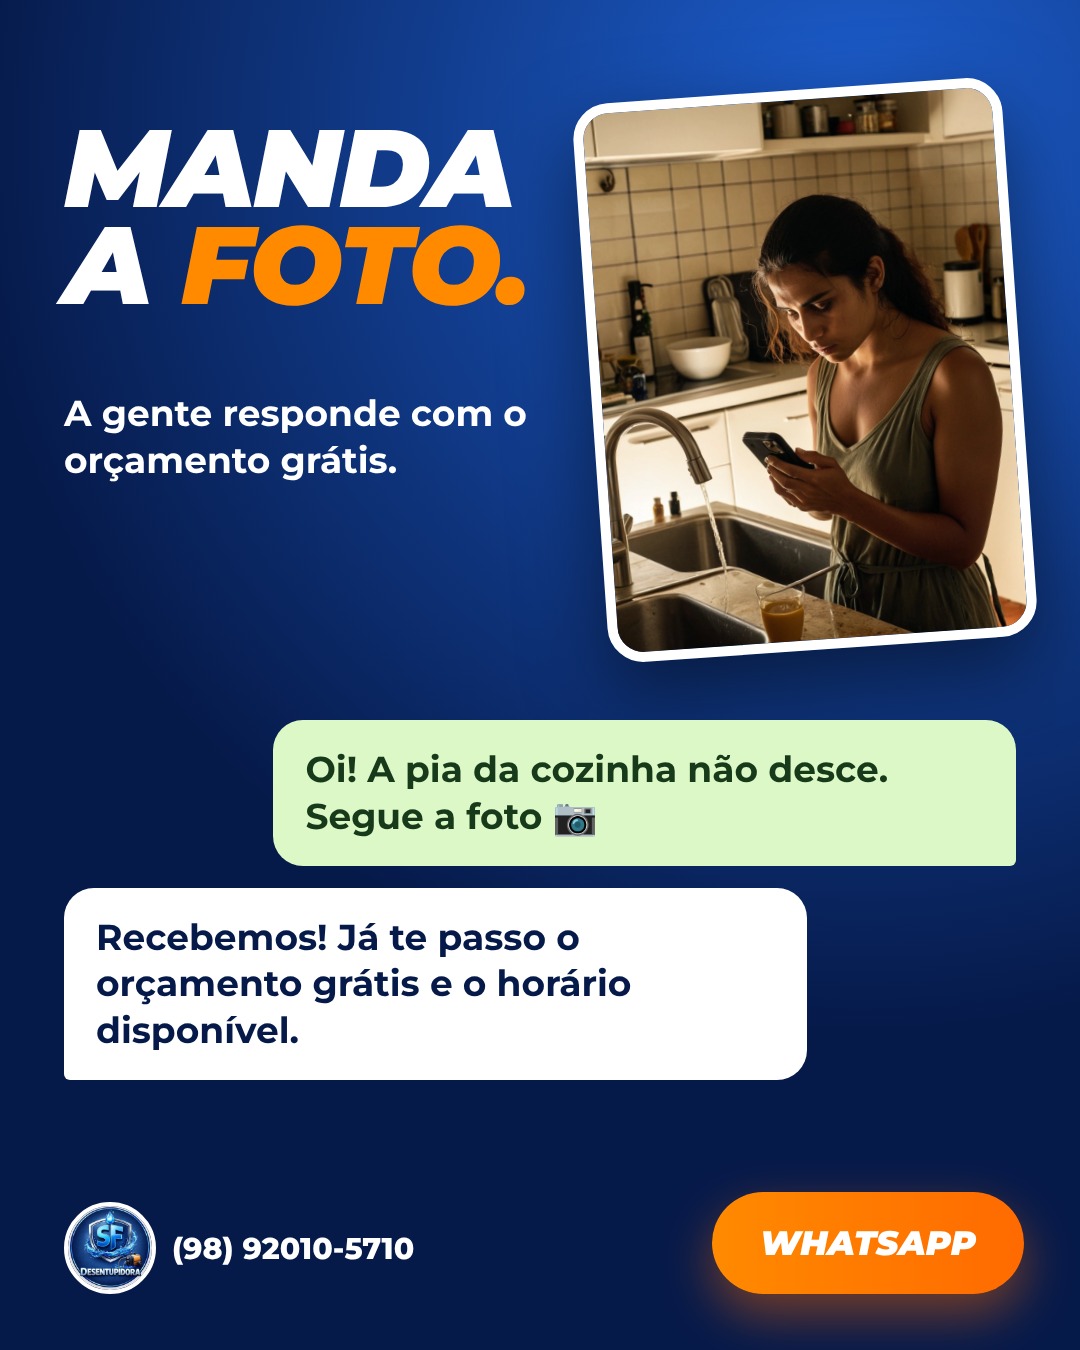 MANDA
A FOTO.
A gente responde com o
orçamento grátis.
Oi! A pia da cozinha não desce.
Segue a foto 📷
Recebemos! Já te passo o
orçamento grátis e o horário
disponível.
SF
DESENTUPIDORA
(98) 92010-5710
WHATSAPP